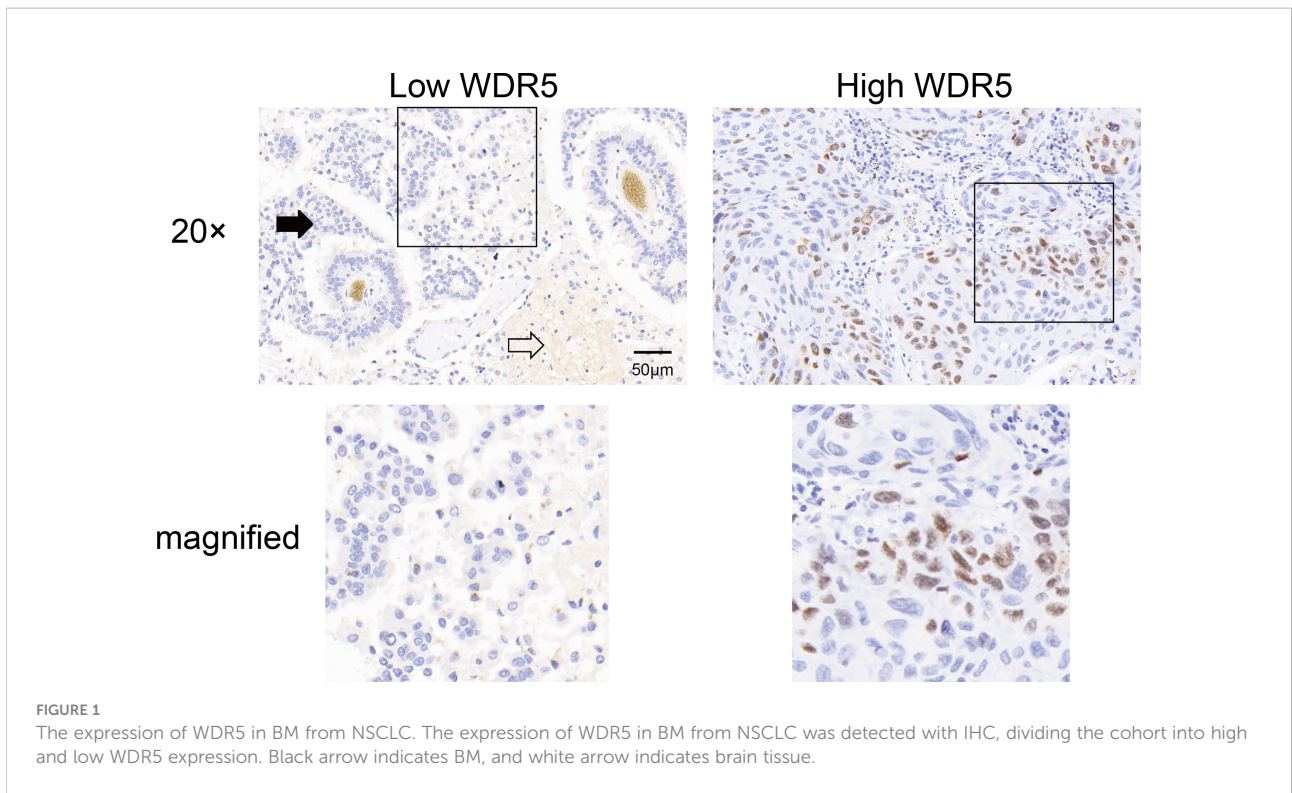 Low WDR5
High WDR5
20×
50μm
magnified
FIGURE 1
The expression of WDR5 in BM from NSCLC. The expression of WDR5 in BM from NSCLC was detected with IHC, dividing the cohort into high
and low WDR5 expression. Black arrow indicates BM, and white arrow indicates brain tissue.